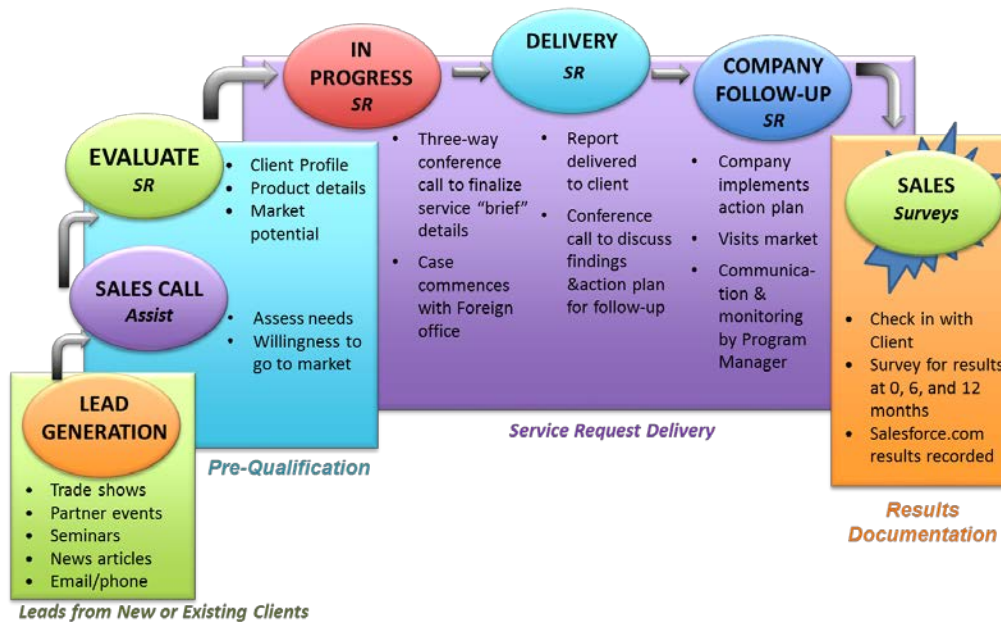 LEAD
GENERATION
• Trade shows
• Partner events
• Seminars
• News articles
• Email/phone
Leads from New or Existing Clients
SALES CALL
Assist
• Assess needs
• Willingness to
go to market
EVALUATE
SR
• Client Profile
• Product details
• Market
potential
Pre-Qualification
IN
PROGRESS
SR
• Three-way
conference
call to finalize
service “brief”
details
• Case
commences
with Foreign
office
DELIVERY
SR
• Report
delivered
to client
• Conference
call to discuss
findings
&action plan
for follow-up
COMPANY
FOLLOW-UP
SR
• Company
implements
action plan
• Visits market
• Communica-
tion &
monitoring
by Program
Manager
Service Request Delivery
SALES
Surveys
• Check in with
Client
• Survey for results
at 0, 6, and 12
months
• Salesforce.com
results recorded
Results
Documentation